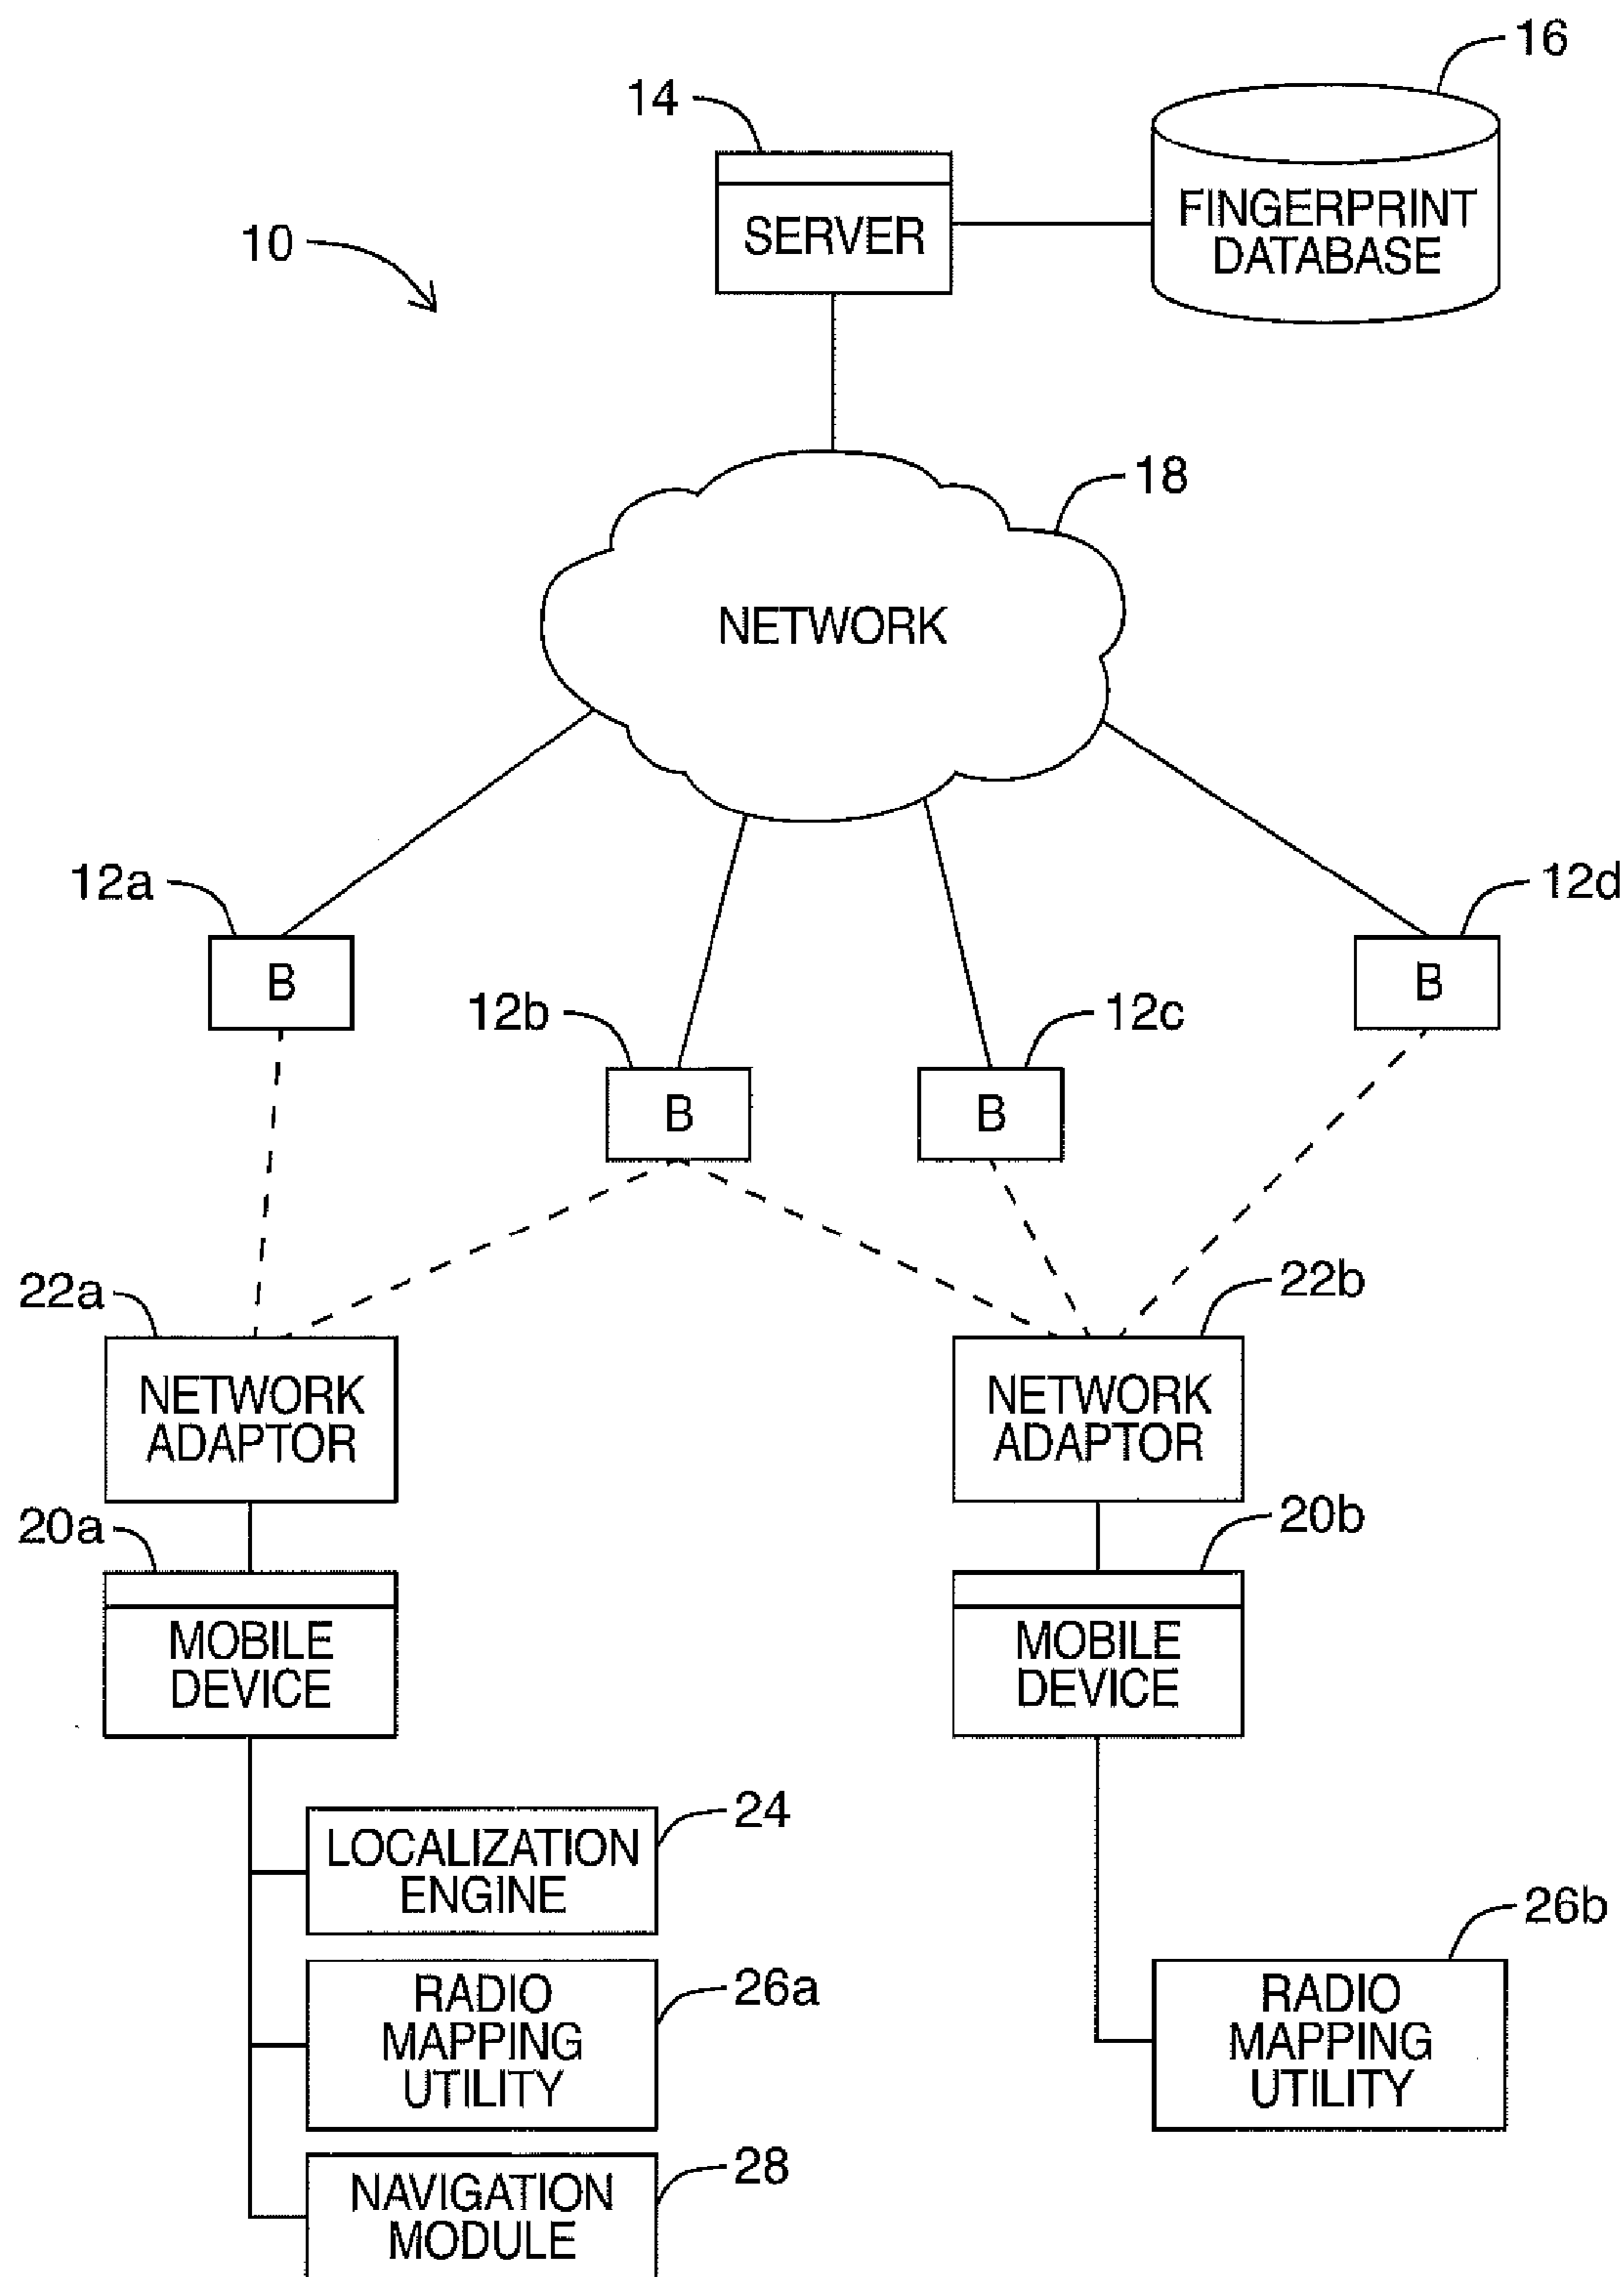 16
14
FINGERPRINT
DATABASE
SERVER
10
18
NETWORK
12a
12d
B
B
12b
12c
B
B
22a
22b
NETWORK
ADAPTOR
NETWORK
ADAPTOR
20a
20b
MOBILE
DEVICE
MOBILE
DEVICE
24
LOCALIZATION
ENGINE
26b
26a
RADIO
MAPPING
UTILITY
RADIO
MAPPING
UTILITY
28
NAVIGATION
MODULE